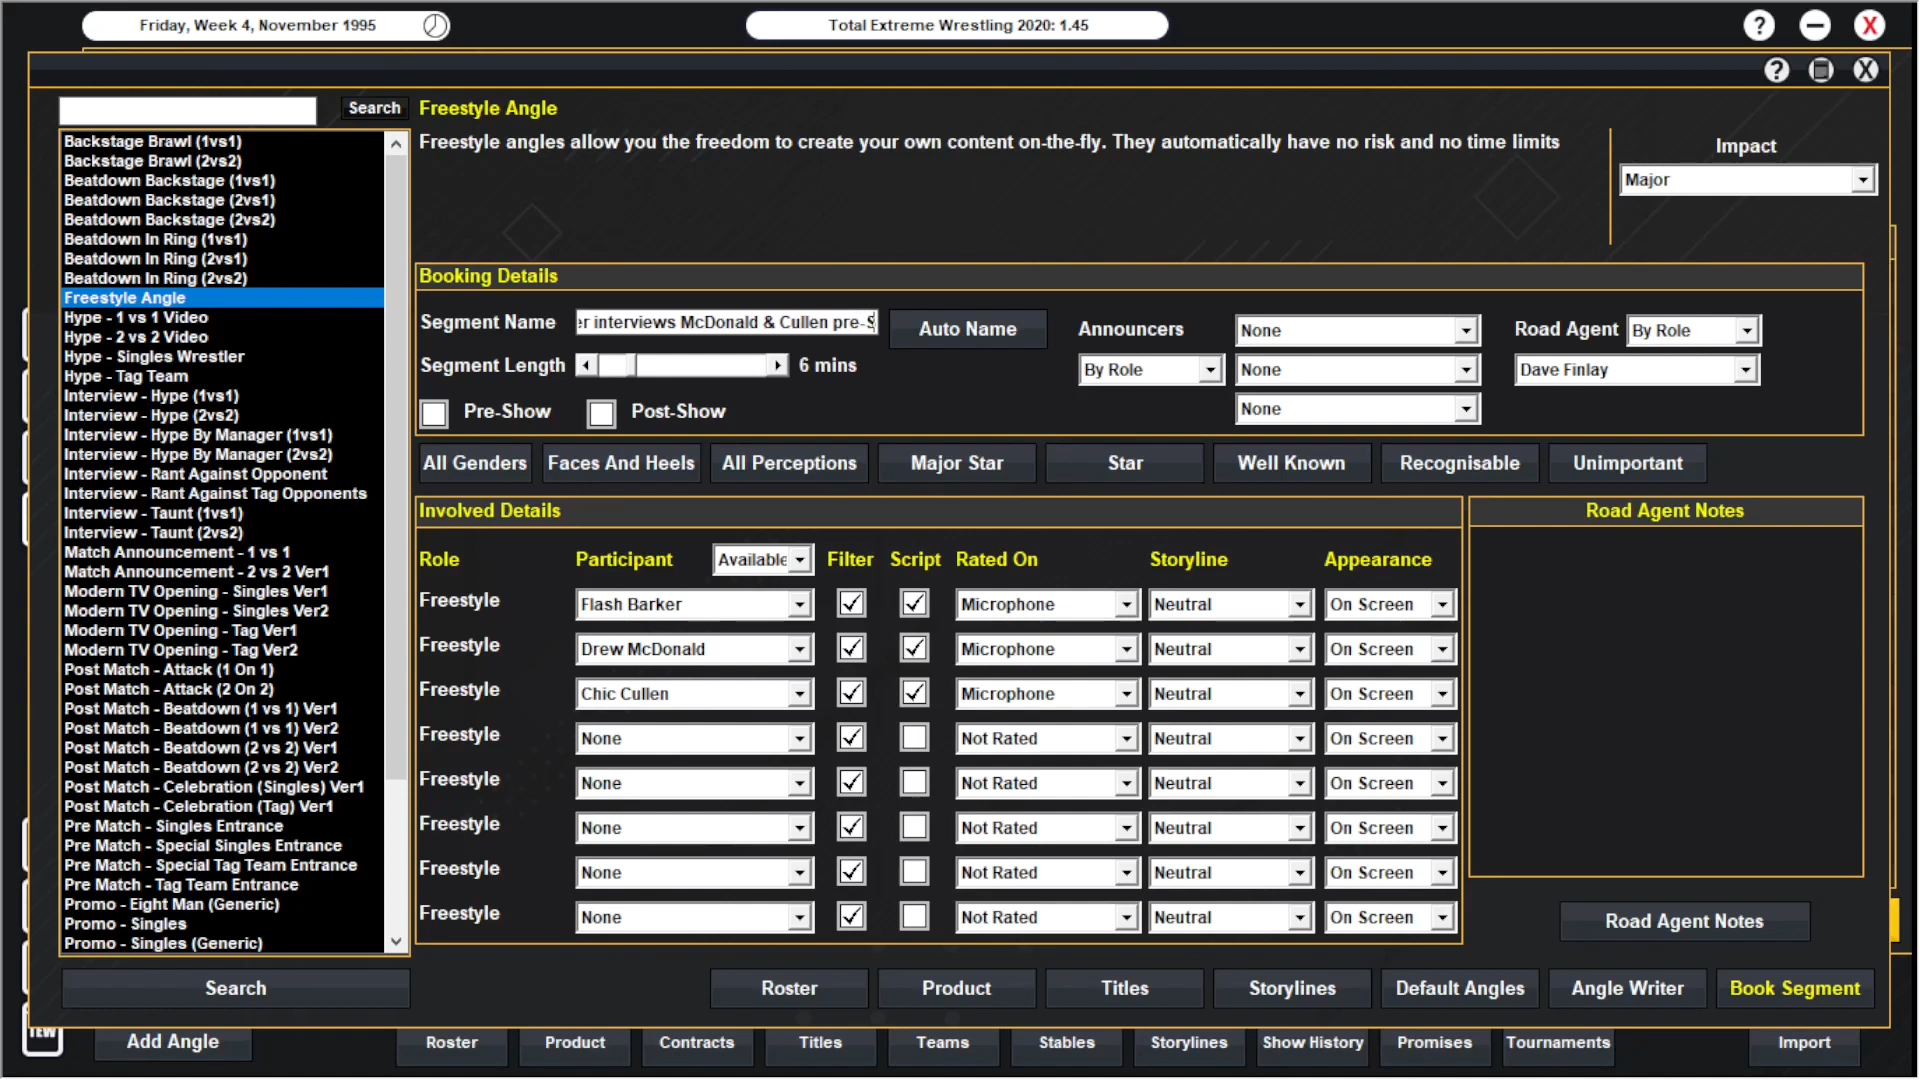 Friday, Week 4, November 1995
Total Extreme Wrestling 2020: 1.45
? X
? X
Search
Freestyle Angle
Freestyle angles allow you the freedom to create your own content on-the-fly. They automatically have no risk and no time limits
Impact
Major
Backstage Brawl (1vs1)
Backstage Brawl (2vs2)
Beatdown Backstage (1vs1)
Beatdown Backstage (2vs1)
Beatdown Backstage (2vs2)
Beatdown In Ring (1vs1)
Beatdown In Ring (2vs1)
Beatdown In Ring (2vs2)
Freestyle Angle
Hype - 1 vs 1 Video
Hype - 2 vs 2 Video
Hype - Singles Wrestler
Hype - Tag Team
Interview - Hype (1vs1)
Interview - Hype (2vs2)
Interview - Hype By Manager (1vs1)
Interview - Hype By Manager (2vs2)
Interview - Rant Against Opponent
Interview - Rant Against Tag Opponents
Interview - Taunt (1vs1)
Interview - Taunt (2vs2)
Match Announcement - 1 vs 1
Match Announcement - 2 vs 2 Ver1
Modern TV Opening - Singles Ver1
Modern TV Opening - Singles Ver2
Modern TV Opening - Tag Ver1
Modern TV Opening - Tag Ver2
Post Match - Attack (1 On 1)
Post Match - Attack (2 On 2)
Post Match - Beatdown (1 vs 1) Ver1
Post Match - Beatdown (1 vs 1) Ver2
Post Match - Beatdown (2 vs 2) Ver1
Post Match - Beatdown (2 vs 2) Ver2
Post Match - Celebration (Singles) Ver1
Post Match - Celebration (Tag) Ver1
Pre Match - Singles Entrance
Pre Match - Special Singles Entrance
Pre Match - Special Tag Team Entrance
Pre Match - Tag Team Entrance
Promo - Eight Man (Generic)
Promo - Singles
Promo - Singles (Generic)
Search
Booking Details
Segment Name er interviews McDonald & Cullen pre-S Auto Name Announcers None Road Agent By Role
Segment Length 6 mins By Role None Dave Finlay
Pre-Show Post-Show None
All Genders Faces And Heels All Perceptions Major Star Star Well Known Recognisable Unimportant
Involved Details
Role Participant Available Filter Script Rated On Storyline Appearance
Freestyle Flash Barker Microphone Neutral On Screen
Freestyle Drew McDonald Microphone Neutral On Screen
Freestyle Chic Cullen Microphone Neutral On Screen
Freestyle None Not Rated Neutral On Screen
Freestyle None Not Rated Neutral On Screen
Freestyle None Not Rated Neutral On Screen
Freestyle None Not Rated Neutral On Screen
Freestyle None Not Rated Neutral On Screen
Road Agent Notes
Road Agent Notes
Roster Product Titles Storylines Default Angles Angle Writer Book Segment
TEW Add Angle Roster Product Contracts Titles Teams Stables Storylines Show History Promises Tournaments Import